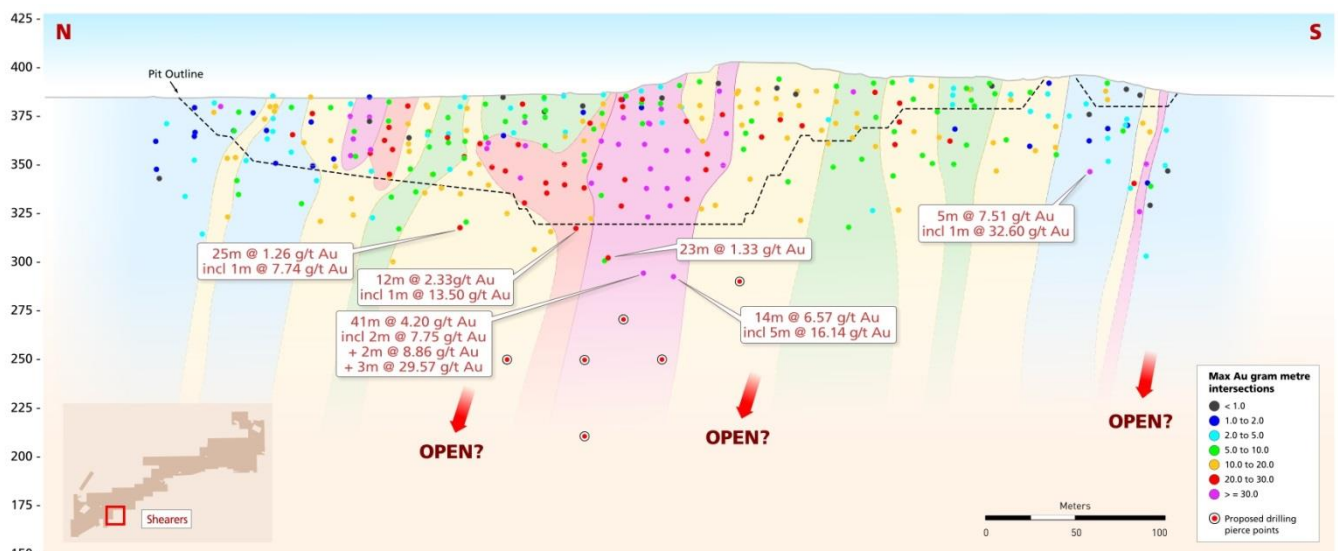 425 -
N
S
400 -
Pit Outline
375 -
350 -
325 -
300 -
275 -
250 -
225 -
200 -
175 -
150
25m @ 1.26 g/t Au
incl 1m @ 7.74 g/t Au
12m @ 2.33g/t Au
incl 1m @ 13.50 g/t Au
41m @ 4.20 g/t Au
incl 2m @ 7.75 g/t Au
+ 2m @ 8.86 g/t Au
+ 3m @ 29.57 g/t Au
23m @ 1.33 g/t Au
14m @ 6.57 g/t Au
incl 5m @ 16.14 g/t Au
5m @ 7.51 g/t Au
incl 1m @ 32.60 g/t Au
OPEN?
OPEN?
OPEN?
Shearers
Meters
0 50 100
Max Au gram metre
intersections
< 1.0
1.0 to 2.0
2.0 to 5.0
5.0 to 10.0
10.0 to 20.0
20.0 to 30.0
> = 30.0
Proposed drilling
pierce points